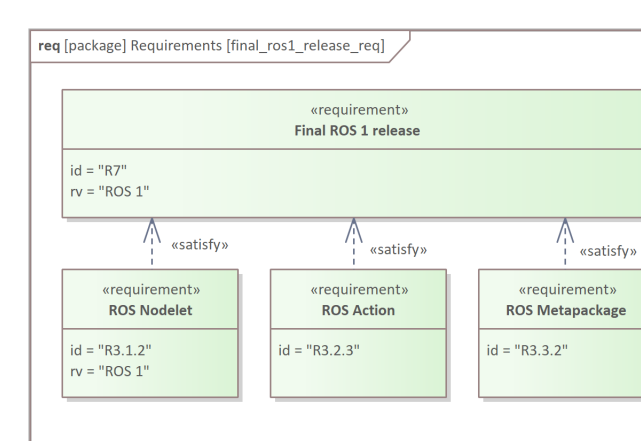 req [package] Requirements [final_ros1_release_req]
«requirement»
Final ROS 1 release
id = "R7"
rv = "ROS 1"
«satisfy»
«satisfy»
«satisfy»
«requirement»
ROS Nodelet
id = "R3.1.2"
rv = "ROS 1"
«requirement»
ROS Action
id = "R3.2.3"
«requirement»
ROS Metapackage
id = "R3.3.2"